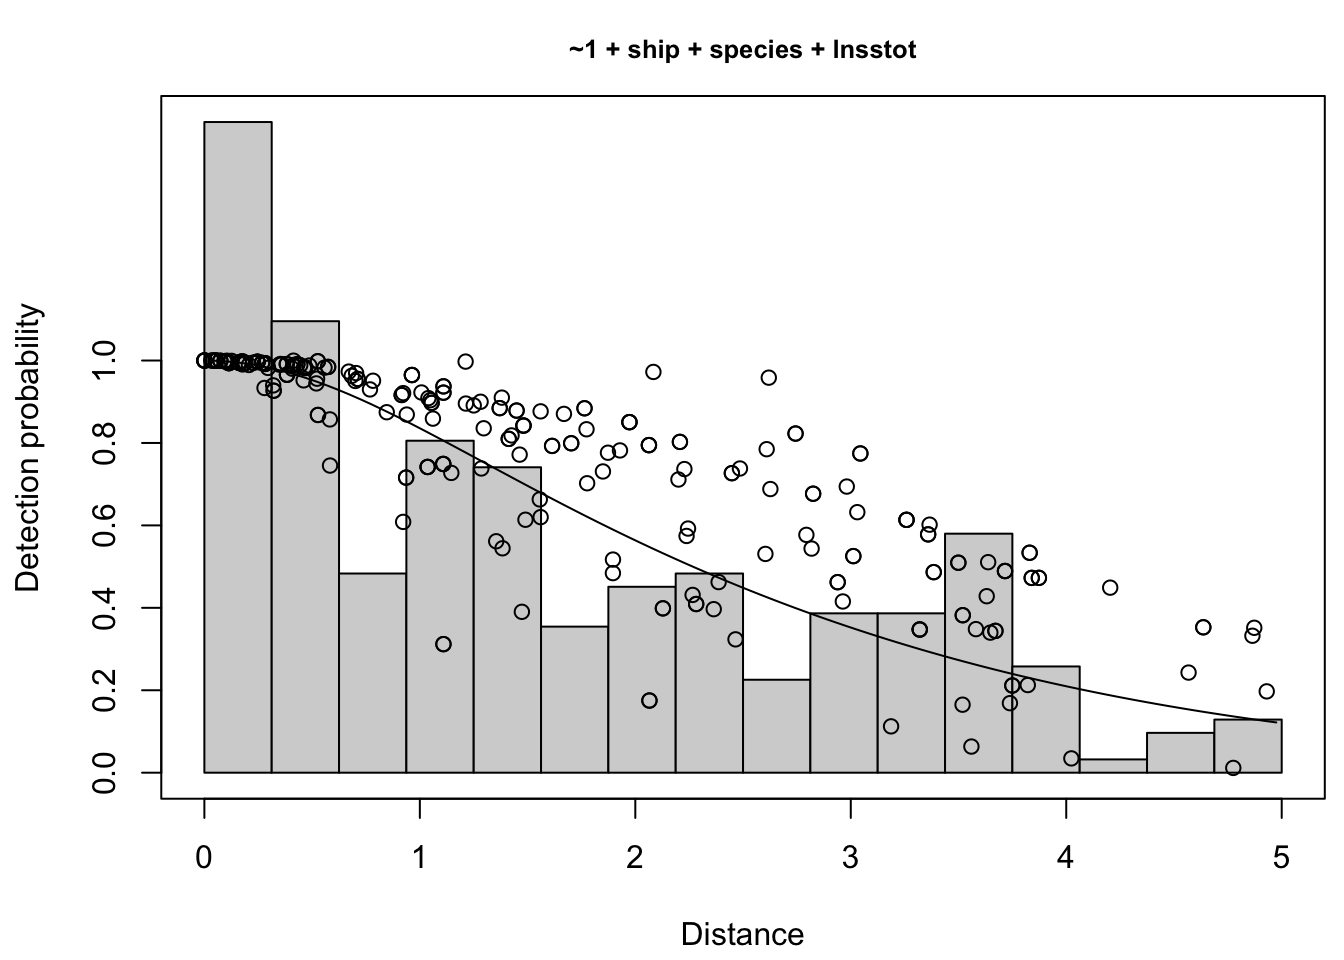 ~1 + ship + species + lnsstot
Detection probability
1.0
0.8
0.6
0.4
0.2
0.0
0 1 2 3 4 5
Distance